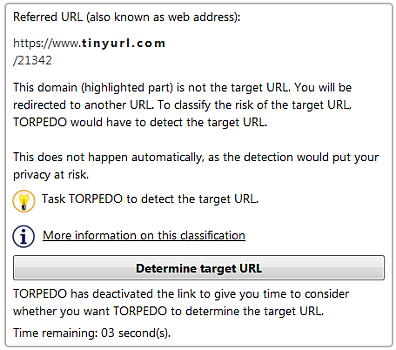 Referred URL (also known as web address):
https://www.tinyurl.com
/21342
This domain (highlighted part) is not the target URL. You will be
redirected to another URL. To classify the risk of the target URL,
TORPEDO would have to detect the target URL.
This does not happen automatically, as the detection would put your
privacy at risk.
Task TORPEDO to detect the target URL.
More information on this classification
Determine target URL
TORPEDO has deactivated the link to give you time to consider
whether you want TORPEDO to determine the target URL.
Time remaining: 03 second(s).